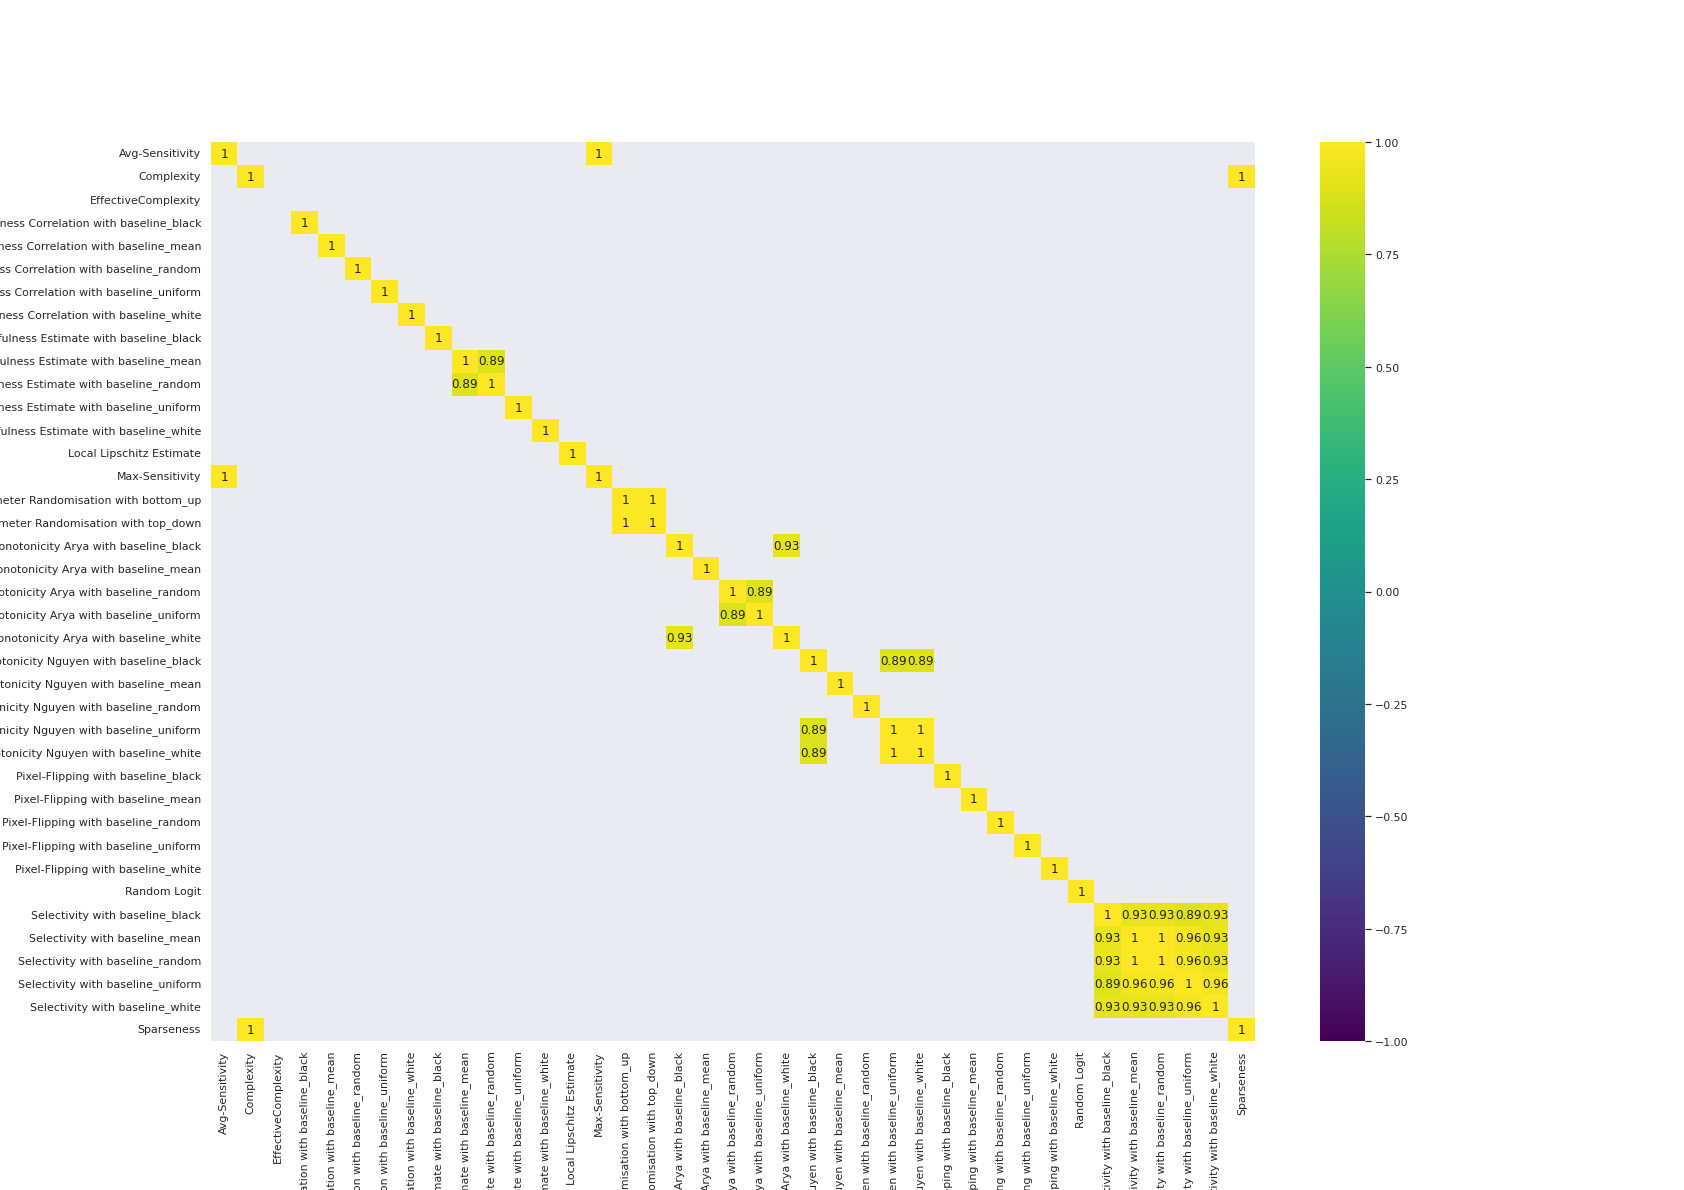 1.00
Avg-Sensitivity 1 1
Complexity 1 1
EffectiveComplexity
0.75
ness Correlation with baseline_black 1
ness Correlation with baseline_mean 1
ss Correlation with baseline_random 1
ss Correlation with baseline_uniform 1
ness Correlation with baseline_white 1
fulness Estimate with baseline_black 1
ulness Estimate with baseline_mean 1 0.89
0.50
ness Estimate with baseline_random 0.89 1
ness Estimate with baseline_uniform 1
ulness Estimate with baseline_white 1
Local Lipschitz Estimate 1
Max-Sensitivity 1 1
0.25
meter Randomisation with bottom_up 1 1
meter Randomisation with top_down 1 1
onotonicity Arya with baseline_black 1 0.93
onotonicity Arya with baseline_mean 1
otonicity Arya with baseline_random 1 0.89
0.00
otonicity Arya with baseline_uniform 0.89 1
onotonicity Arya with baseline_white 0.93 1
otonicity Nguyen with baseline_black 1 0.89 0.89
tonicity Nguyen with baseline_mean 1
nicity Nguyen with baseline_random 1
−0.25
nicity Nguyen with baseline_uniform 0.89 1 1
otonicity Nguyen with baseline_white 0.89 1 1
Pixel-Flipping with baseline_black 1
Pixel-Flipping with baseline_mean 1
−0.50
Pixel-Flipping with baseline_random 1
Pixel-Flipping with baseline_uniform 1
Pixel-Flipping with baseline_white 1
Random Logit 1
Selectivity with baseline_black 1 0.93 0.93 0.89 0.93
−0.75
Selectivity with baseline_mean 0.93 1 1 0.96 0.93
Selectivity with baseline_random 0.93 1 1 0.96 0.93
Selectivity with baseline_uniform 0.89 0.96 0.96 1 0.96
Selectivity with baseline_white 0.93 0.93 0.93 0.96 1
Sparseness 1 1
−1.00
Avg-Sensitivity
Complexity
EffectiveComplexity
ation with baseline_black
ation with baseline_mean
on with baseline_random
on with baseline_uniform
ation with baseline_white
mate with baseline_black
mate with baseline_mean
te with baseline_random
te with baseline_uniform
mate with baseline_white
Local Lipschitz Estimate
Max-Sensitivity
misation with bottom_up
omisation with top_down
Arya with baseline_black
Arya with baseline_mean
ya with baseline_random
ya with baseline_uniform
Arya with baseline_white
uyen with baseline_black
yen with baseline_mean
en with baseline_random
en with baseline_uniform
uyen with baseline_white
pping with baseline_black
ping with baseline_mean
ng with baseline_random
ng with baseline_uniform
ping with baseline_white
Random Logit
tivity with baseline_black
ivity with baseline_mean
ty with baseline_random
ty with baseline_uniform
tivity with baseline_white
Sparseness